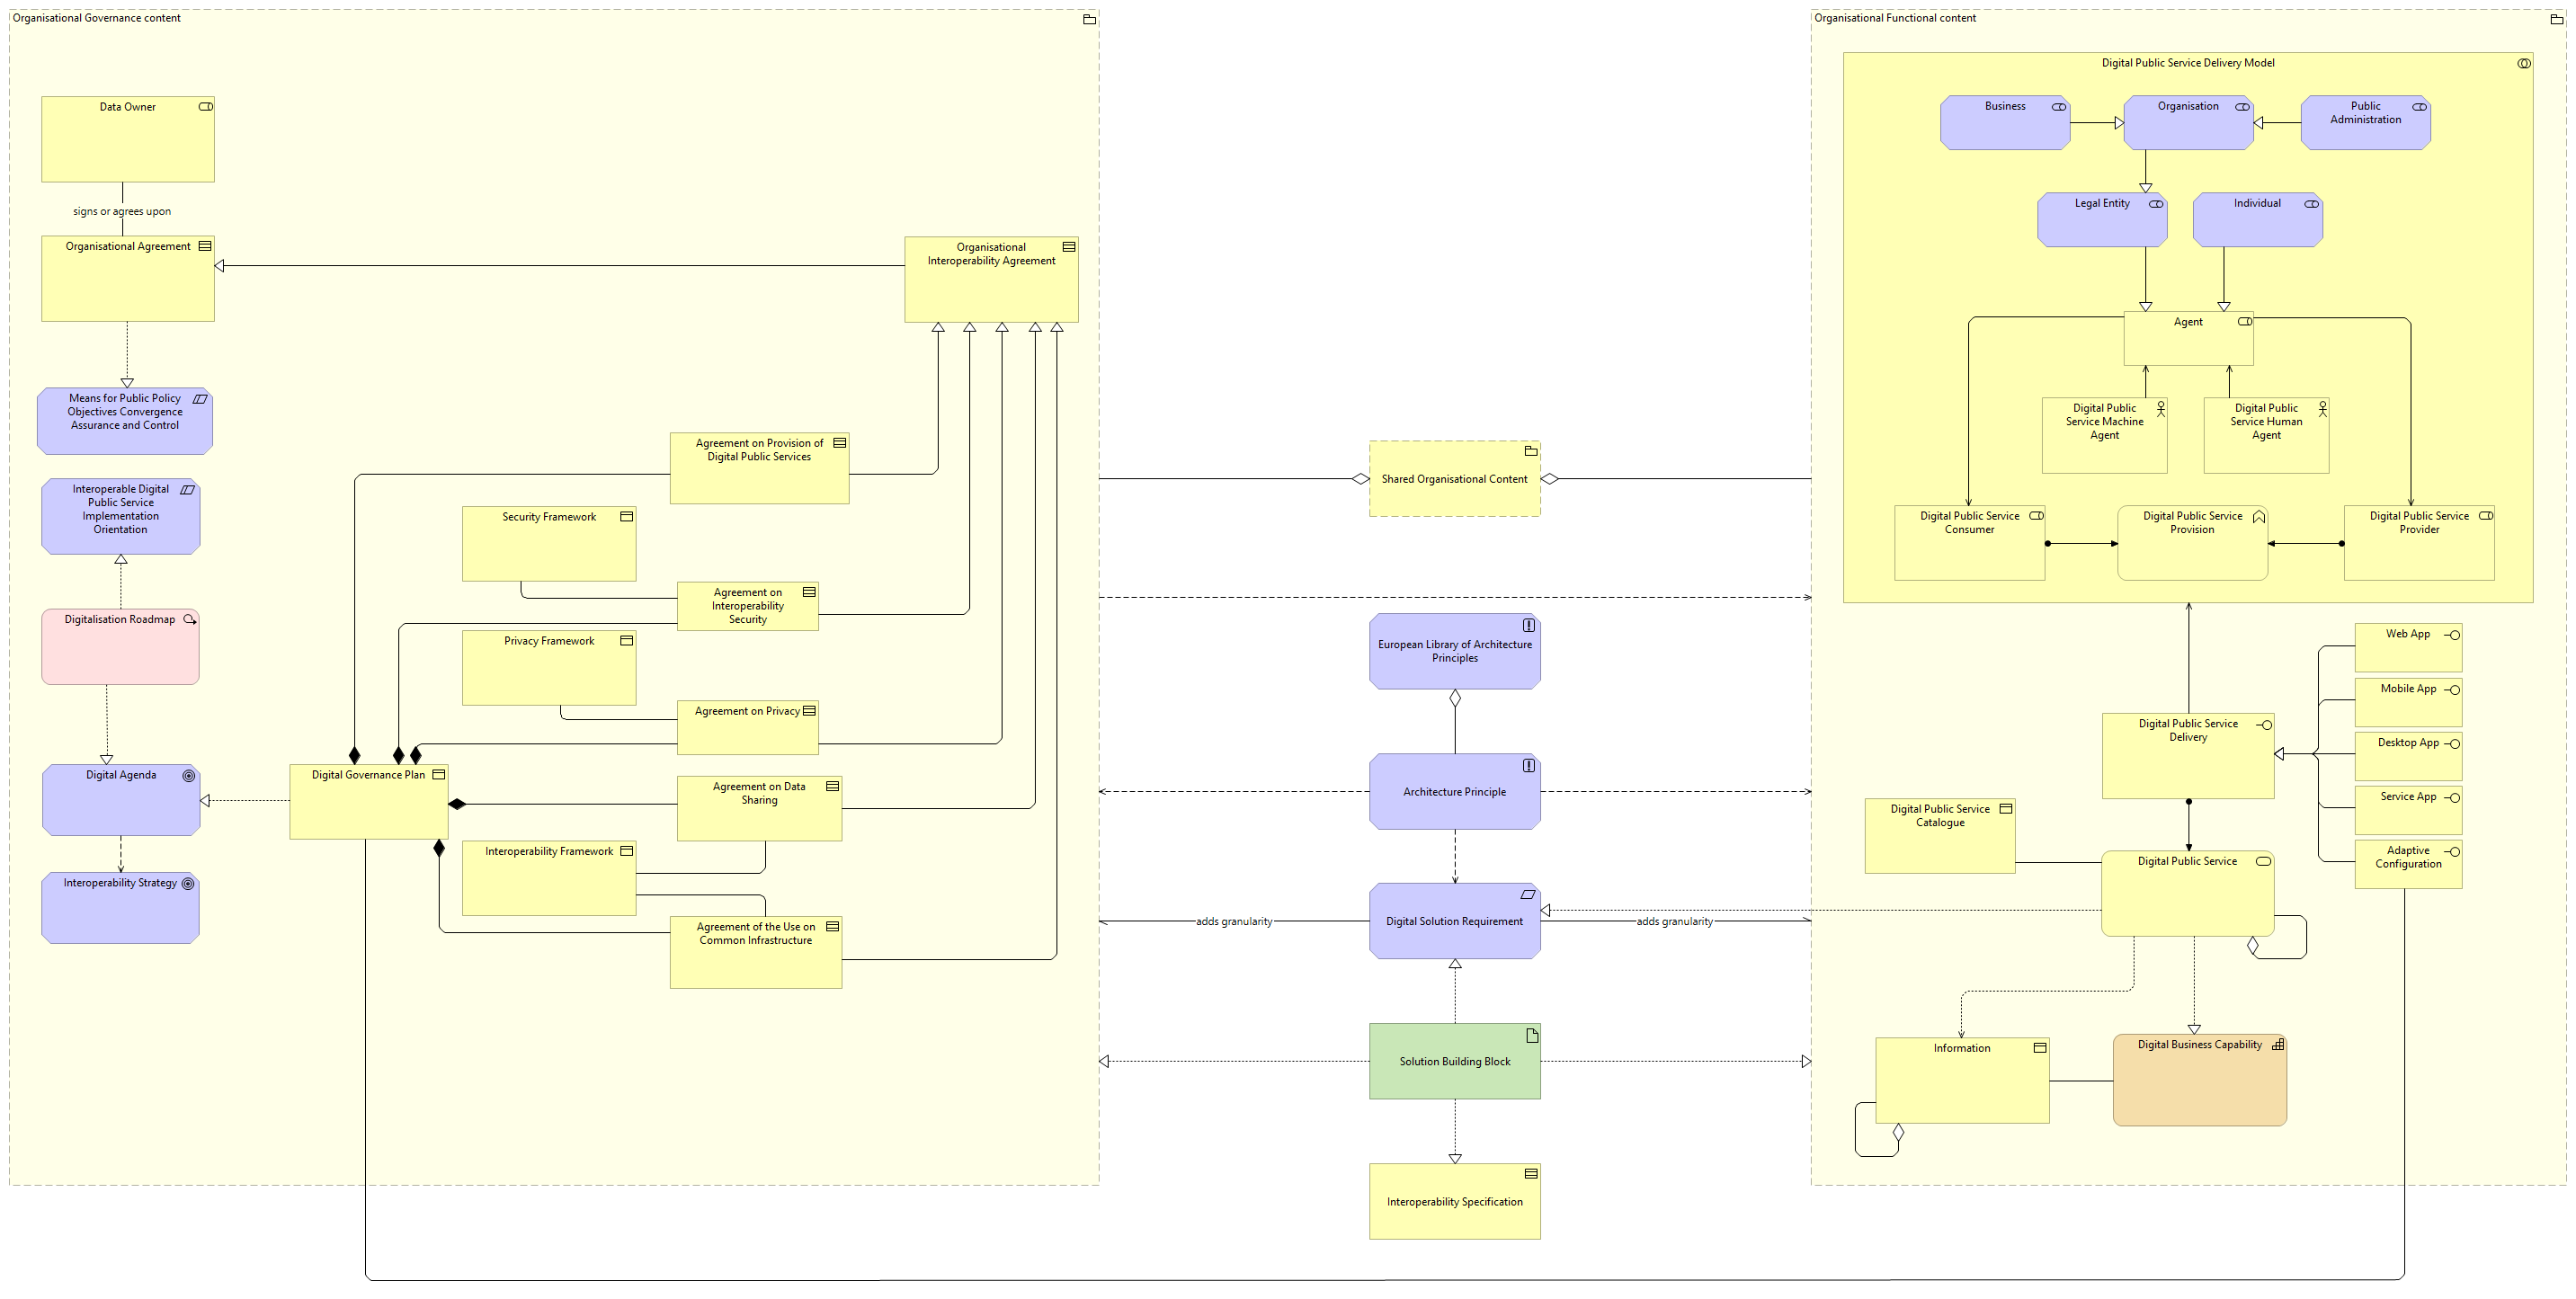 Organisational Governance content
Data Owner
signs or agrees upon
Organisational Agreement
Organisational
Interoperability Agreement
Means for Public Policy
Objectives Convergence
Assurance and Control
Agreement on Provision of
Digital Public Services
Interoperable Digital
Public Service
Implementation
Orientation
Security Framework
Agreement on
Interoperability
Security
Digitalisation Roadmap
Privacy Framework
Agreement on Privacy
Digital Agenda
Digital Governance Plan
Agreement on Data
Sharing
Interoperability Framework
Interoperability Strategy
Agreement of the Use on
Common Infrastructure
Shared Organisational Content
European Library of Architecture
Principles
Architecture Principle
adds granularity
Digital Solution Requirement
adds granularity
Solution Building Block
Interoperability Specification
Organisational Functional content
Digital Public Service Delivery Model
Business
Organisation
Public
Administration
Legal Entity
Individual
Agent
Digital Public
Service Machine
Agent
Digital Public
Service Human
Agent
Digital Public Service
Consumer
Digital Public Service
Provision
Digital Public Service
Provider
Web App
Mobile App
Digital Public Service
Delivery
Desktop App
Service App
Digital Public Service
Catalogue
Adaptive
Configuration
Digital Public Service
Information
Digital Business Capability